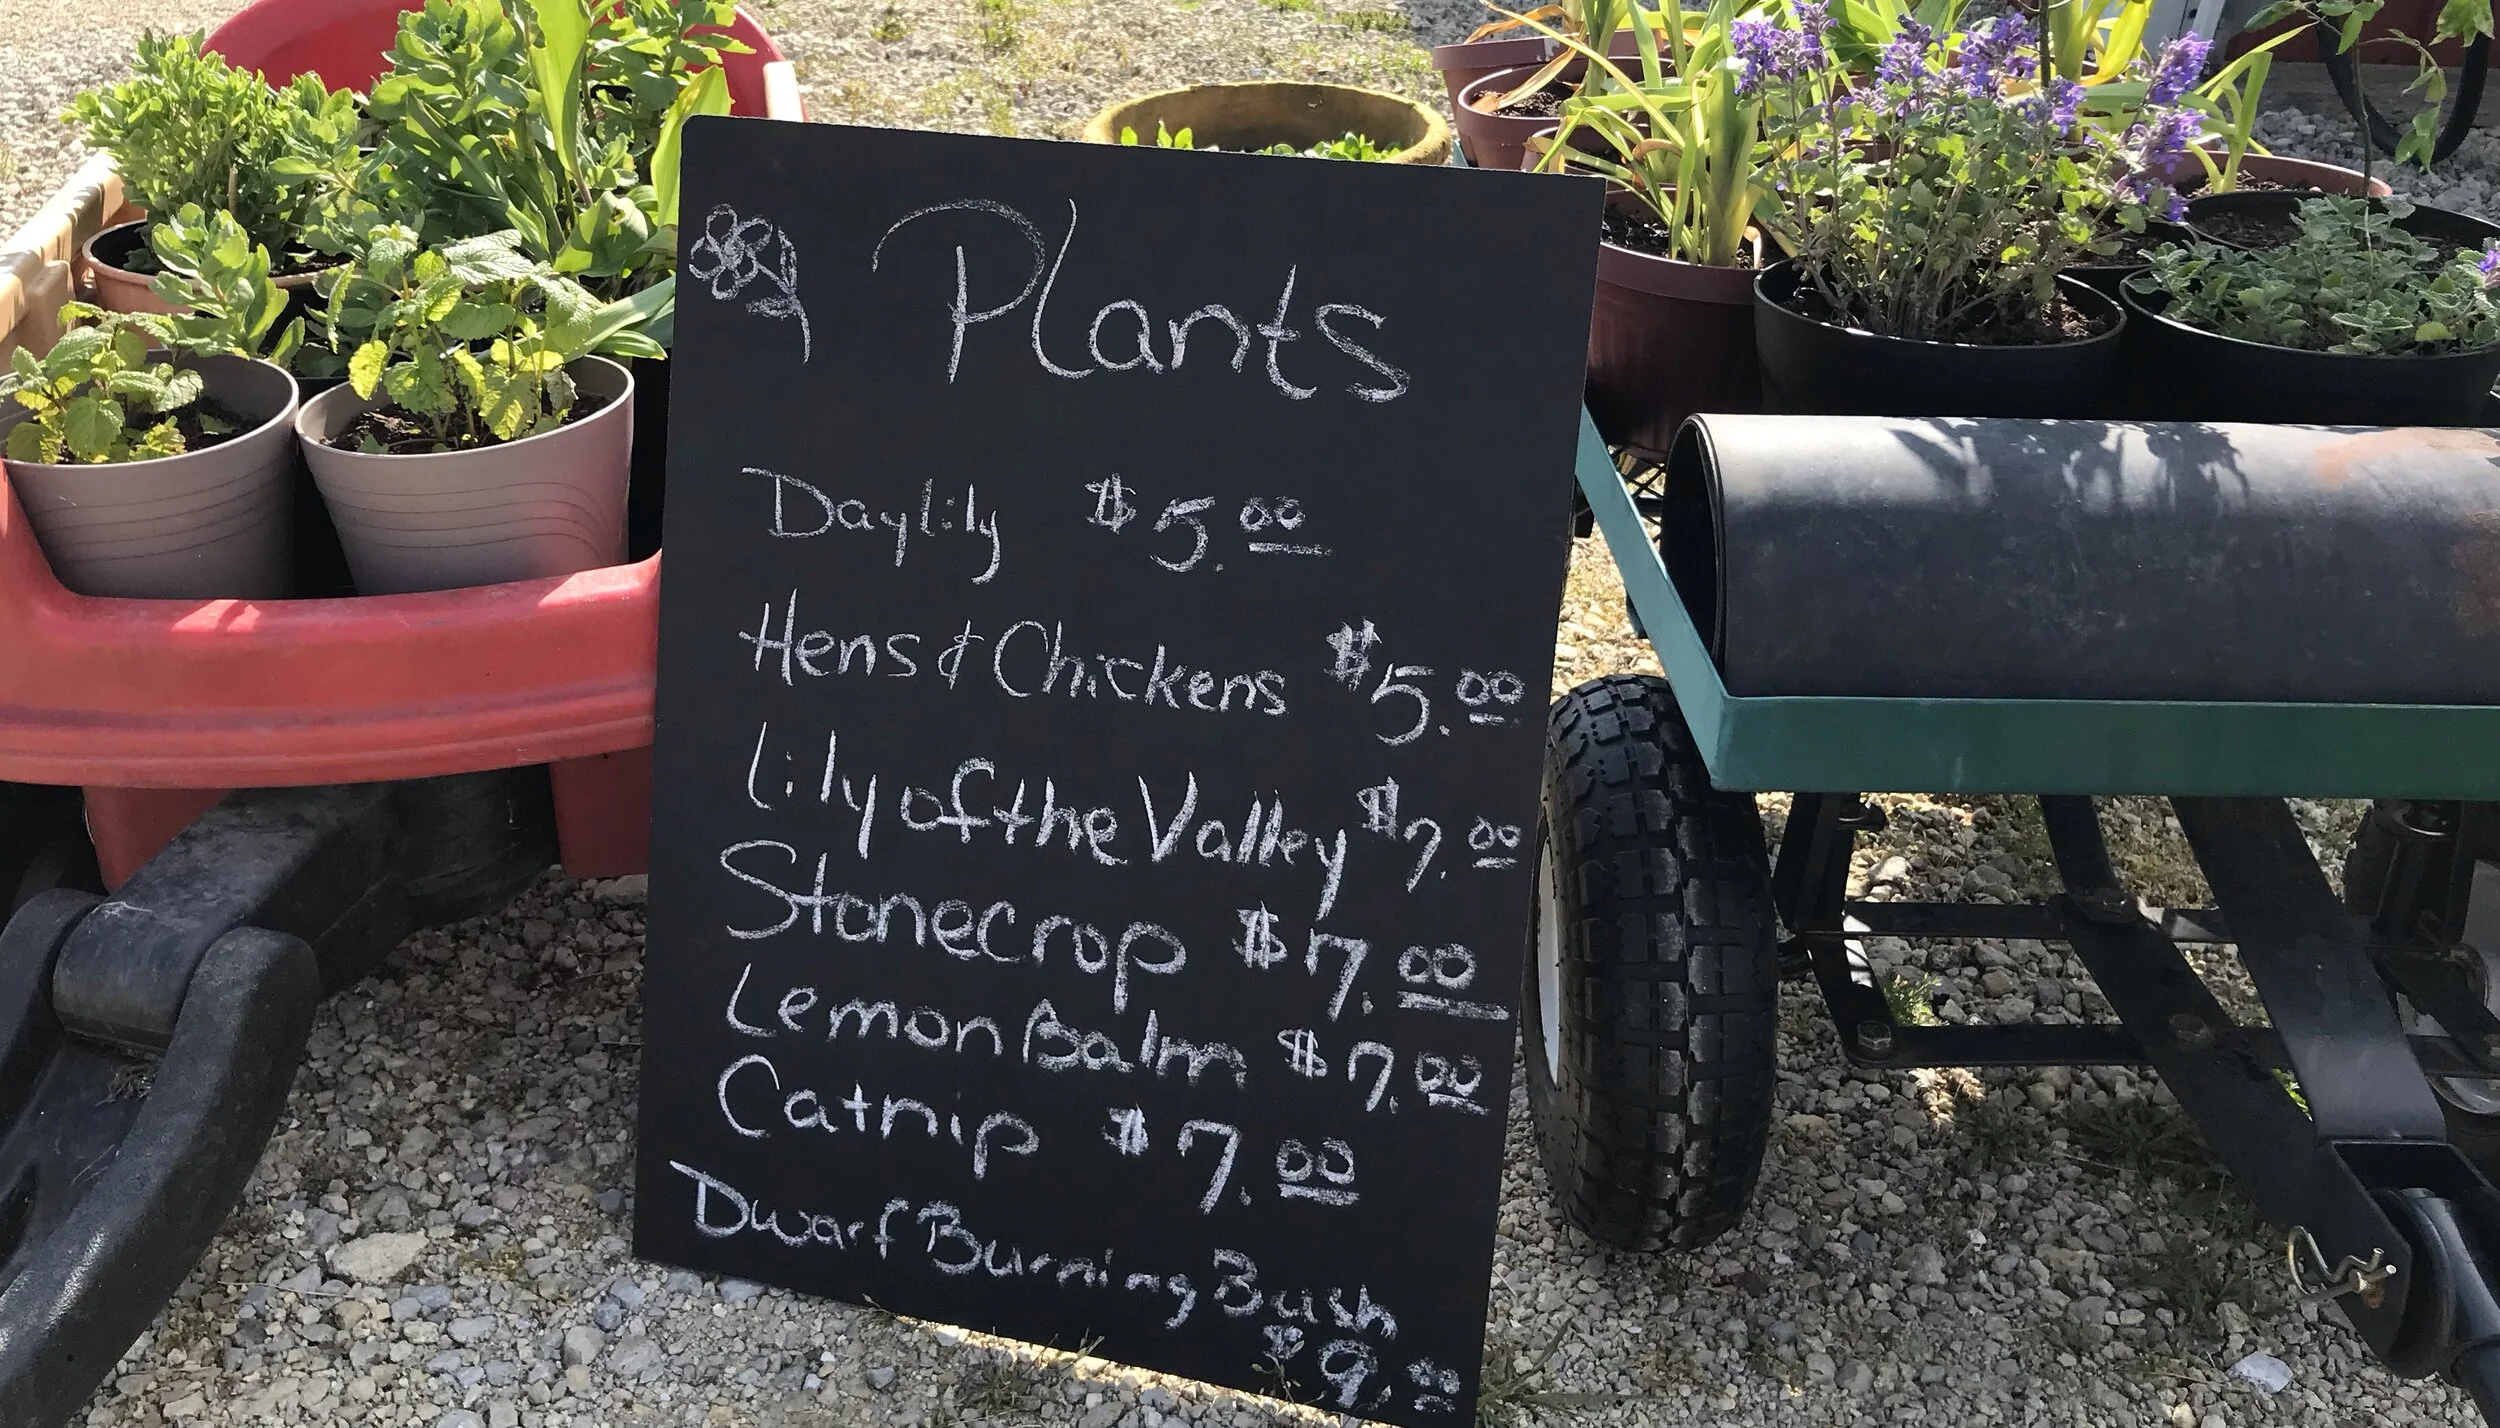 Plants
Daylily $5.00
Hens & Chickens $5.00
Lily of the Valley $7.00
Stonecrop $7.00
Lemon Balm $7.00
Catnip $7.00
Dwarf Burning Bush
$9.00